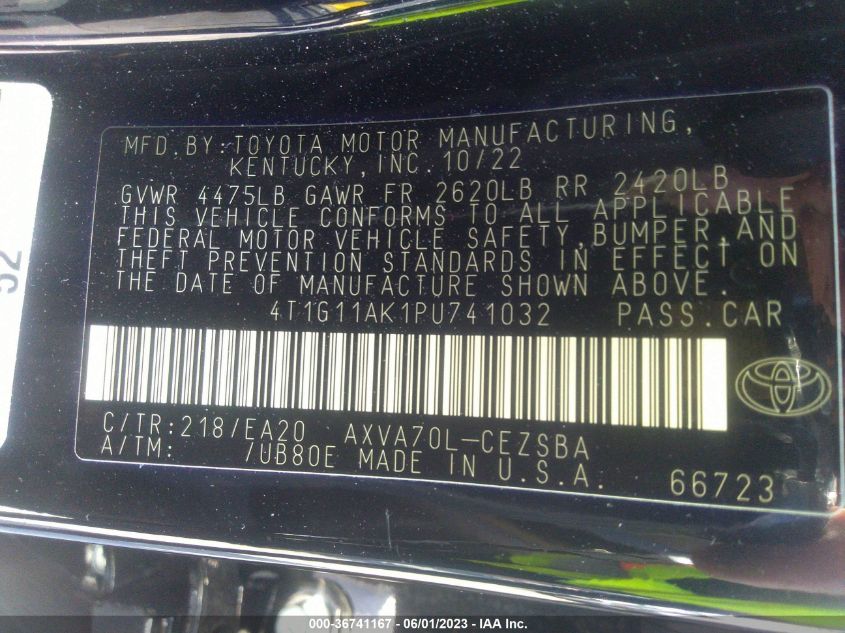 52
MFD.BY:TOYOTA MOTOR MANUFACTURING,
KENTUCKY,INC.10/22
GVWR 4475LB GAWR FR 2620LB RR 2420LB
THIS VEHICLE CONFORMS TO ALL APPLICABLE
FEDERAL MOTOR VEHICLE SAFETY,BUMPER,AND
THEFT PREVENTION STANDARDS IN EFFECT ON
THE DATE OF MANUFACTURE SHOWN ABOVE.
4T1G11AK1PU741032 PASS.CAR
C/TR:218/EA20 AXVA70L-CEZSBA
A/TM: /UB80E MADE IN U.S.A.
66723
000-36741167 - 06/01/2023 - IAA Inc.